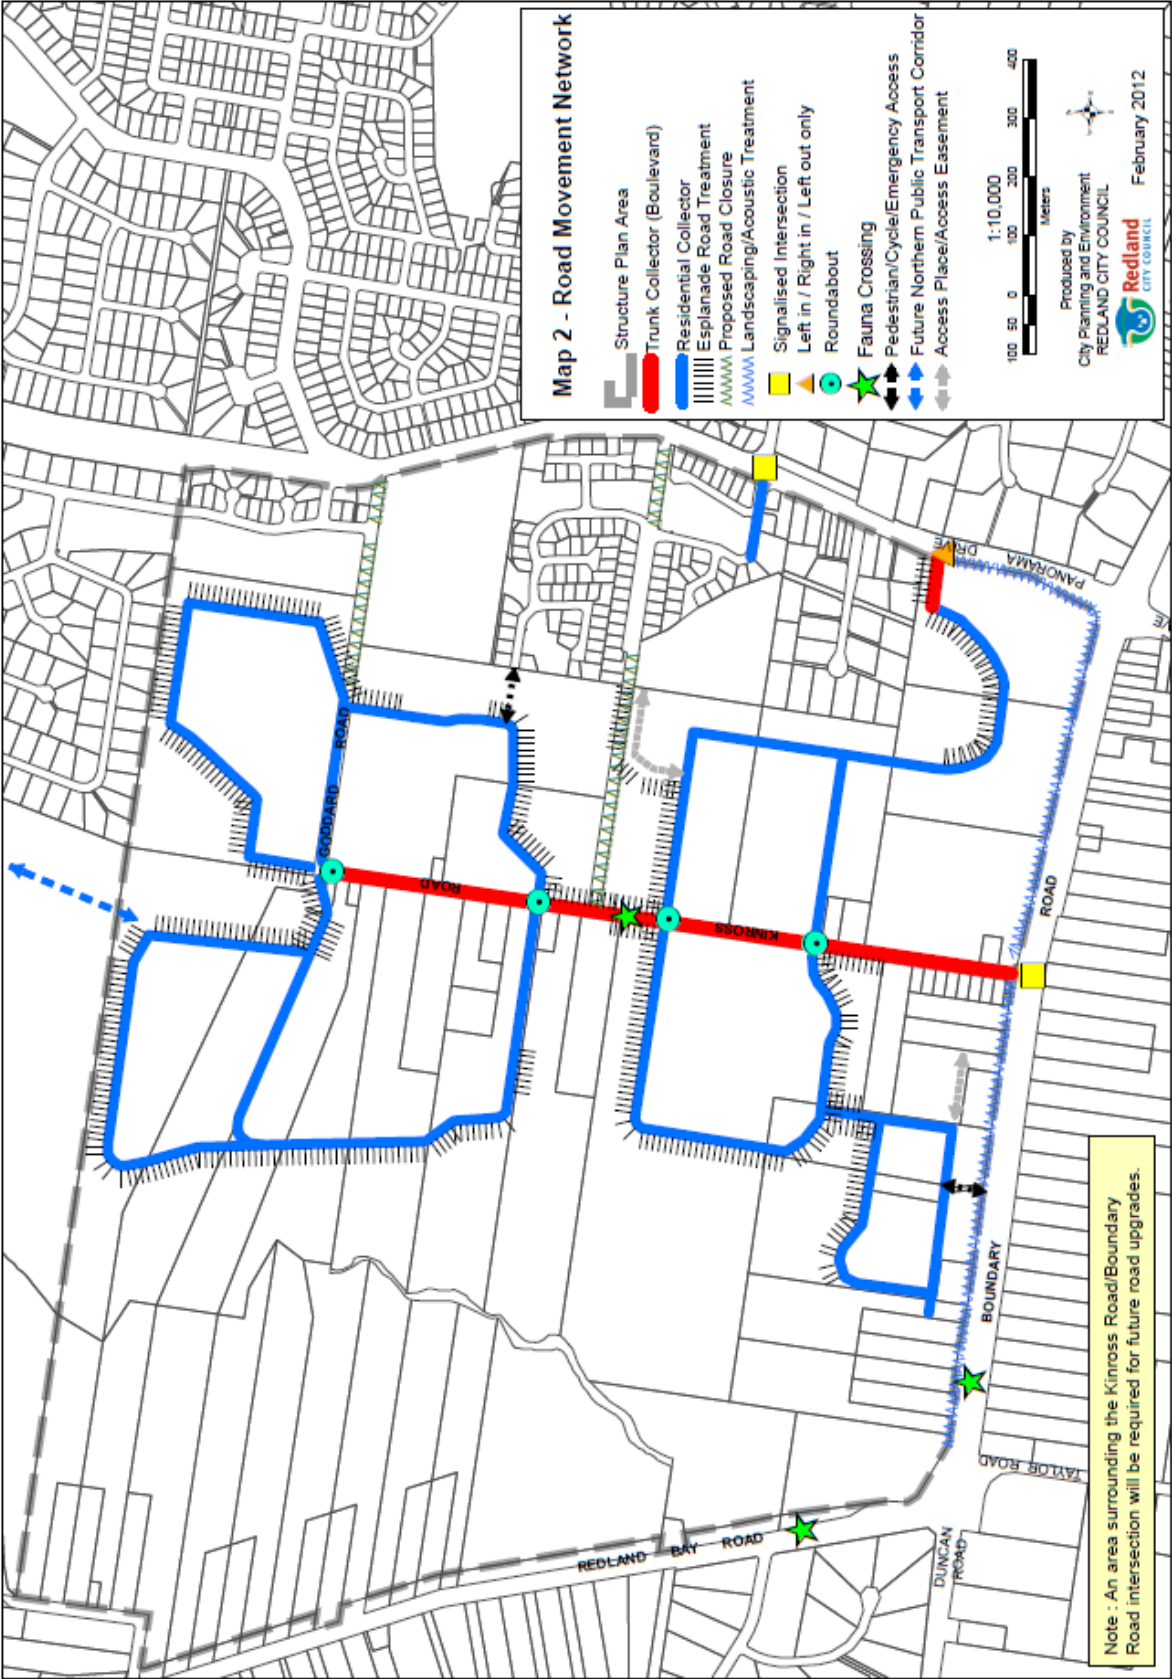 Map 2 - Road Movement Network
Structure Plan Area
Trunk Collector (Boulevard)
Residential Collector
Esplanade Road Treatment
Proposed Road Closure
Landscaping/Acoustic Treatment
Signalised Intersection
Left in / Right in / Left out only
Roundabout
Fauna Crossing
Pedestrian/Cycle/Emergency Access
Future Northern Public Transport Corridor
Access Place/Access Easement
1:10,000
100 50 0 100 200 300 400
Meters
Produced by
City Planning and Environment
REDLAND CITY COUNCIL
Redland
CITY COUNCIL
February 2012
GODDARD ROAD
ROAD
KINROSS
PANORAMA
DRIVE
ROAD
BOUNDARY
TAYLOR ROAD
DUNCAN
ROAD
REDLAND BAY ROAD
Note : An area surrounding the Kinross Road/Boundary
Road intersection will be required for future road upgrades.